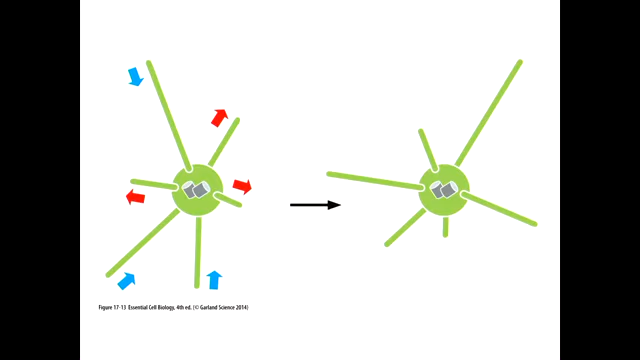 Figure 17-13 Essential Cell Biology, 4th ed. (© Garland Science 2014)